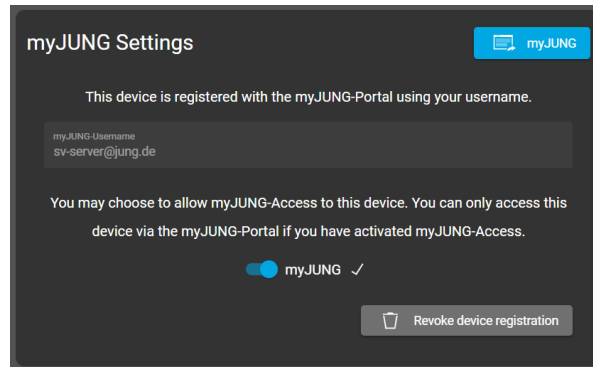 myJUNG Settings
myJUNG
This device is registered with the myJUNG-Portal using your username.
myJUNG-Username
sv-server@jung.de
You may choose to allow myJUNG-Access to this device. You can only access this
device via the myJUNG-Portal if you have activated myJUNG-Access.
myJUNG
Revoke device registration